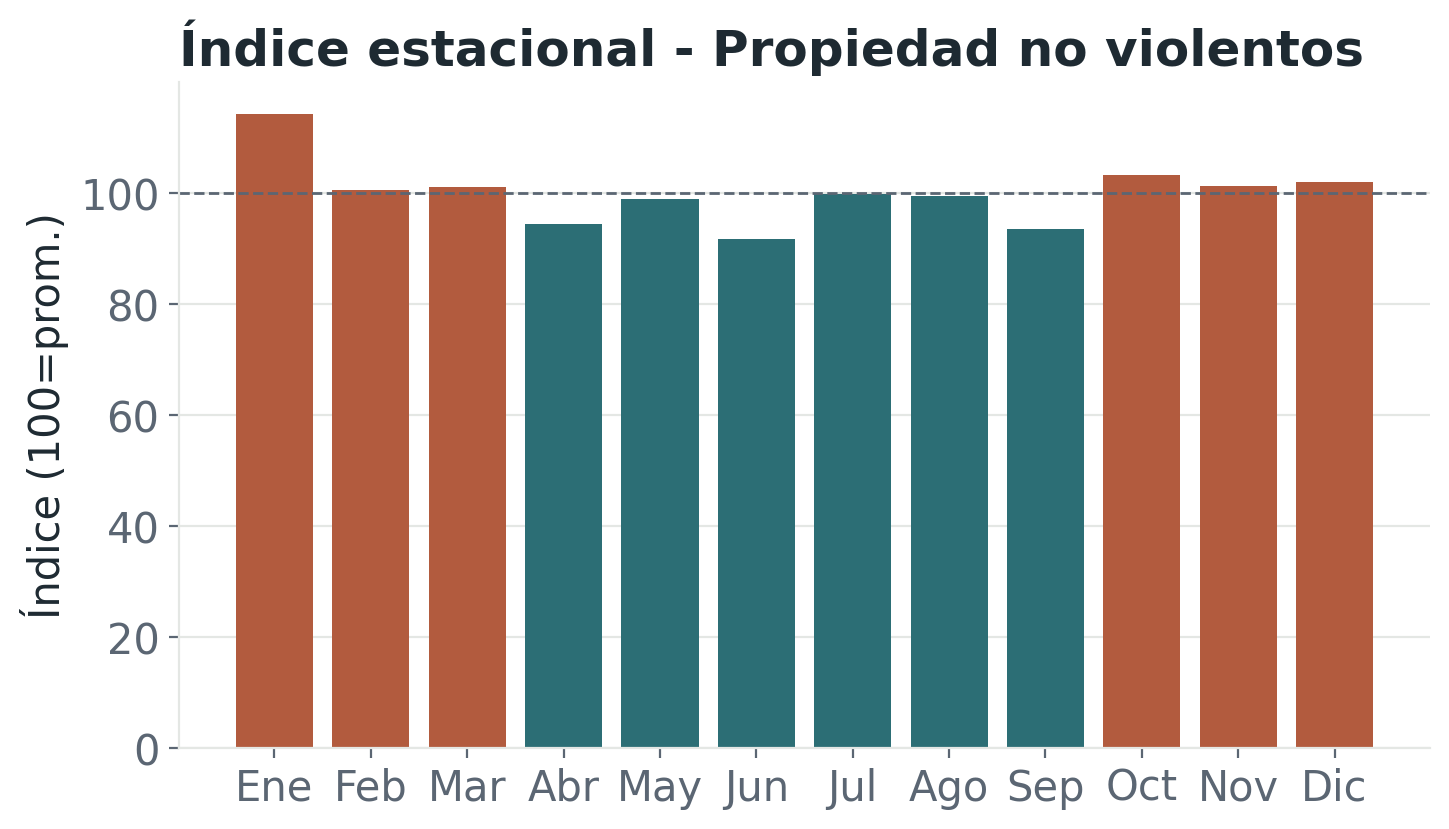 Índice estacional - Propiedad no violentos
Índice (100=prom.)
100
80
60
40
20
0
Ene Feb Mar Abr May Jun Jul Ago Sep Oct Nov Dic